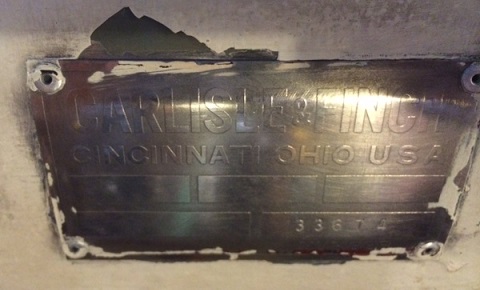 CARLISLE & FINCH
CINCINNATI OHIO USA
33674